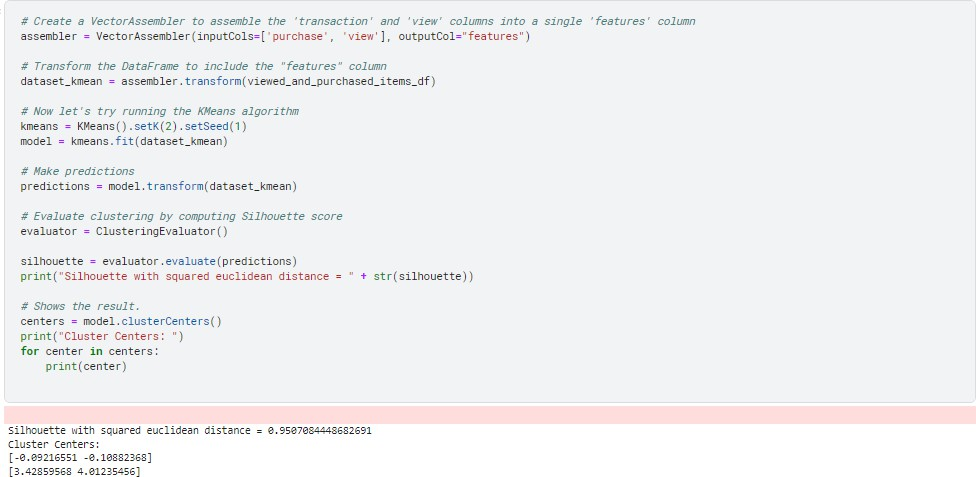 # Create a VectorAssembler to assemble the 'transaction' and 'view' columns into a single 'features' column
assembler = VectorAssembler(inputCols=['purchase', 'view'], outputCol="features")
# Transform the DataFrame to include the "features" column
dataset_kmean = assembler.transform(viewed_and_purchased_items_df)
# Now let's try running the KMeans algorithm
kmeans = KMeans().setK(2).setSeed(1)
model = kmeans.fit(dataset_kmean)
# Make predictions
predictions = model.transform(dataset_kmean)
# Evaluate clustering by computing Silhouette score
evaluator = ClusteringEvaluator()
silhouette = evaluator.evaluate(predictions)
print("Silhouette with squared euclidean distance = " + str(silhouette))
# Shows the result.
centers = model.clusterCenters()
print("Cluster Centers: ")
for center in centers:
    print(center)
Silhouette with squared euclidean distance = 0.9507084448682691
Cluster Centers:
[-0.09216551 -0.10882368]
[3.42859568 4.01235456]